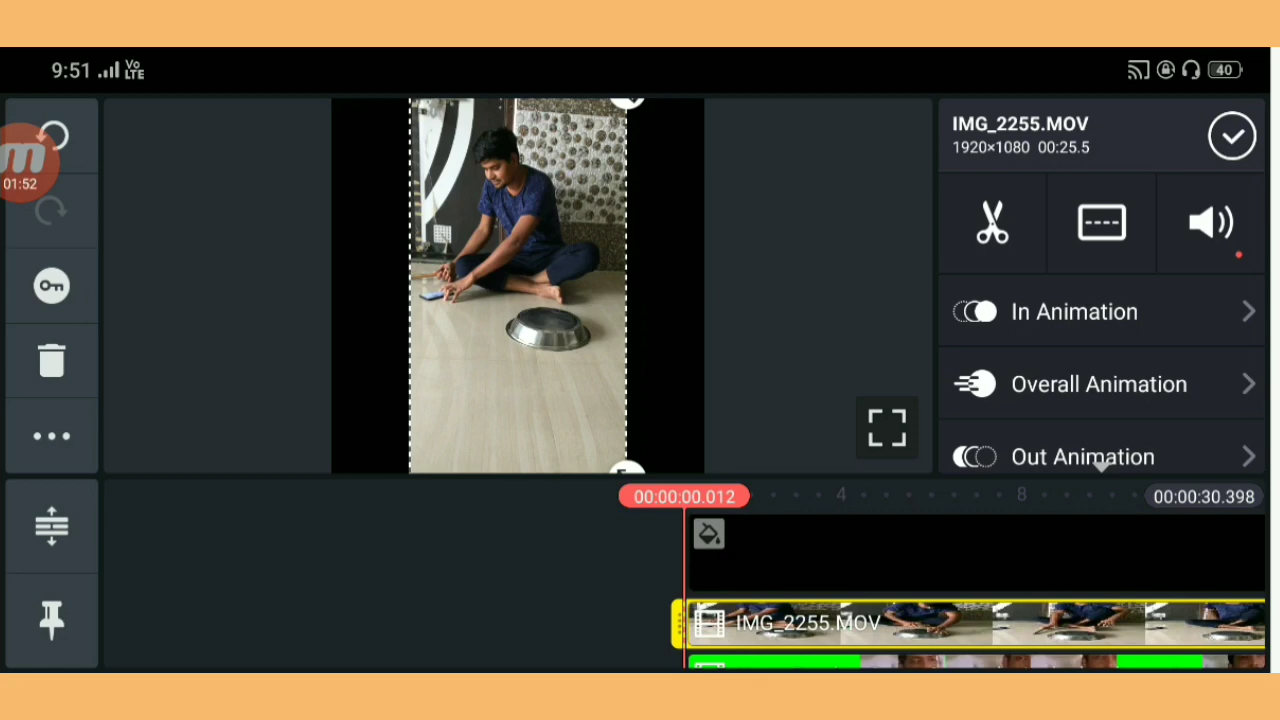 9:51 Vo LTE
40
m
01:52
IMG_2255.MOV
1920×1080 00:25.5
In Animation
Overall Animation
Out Animation
00:00:00.012
4
8
00:00:30.398
IMG_2255.MOV